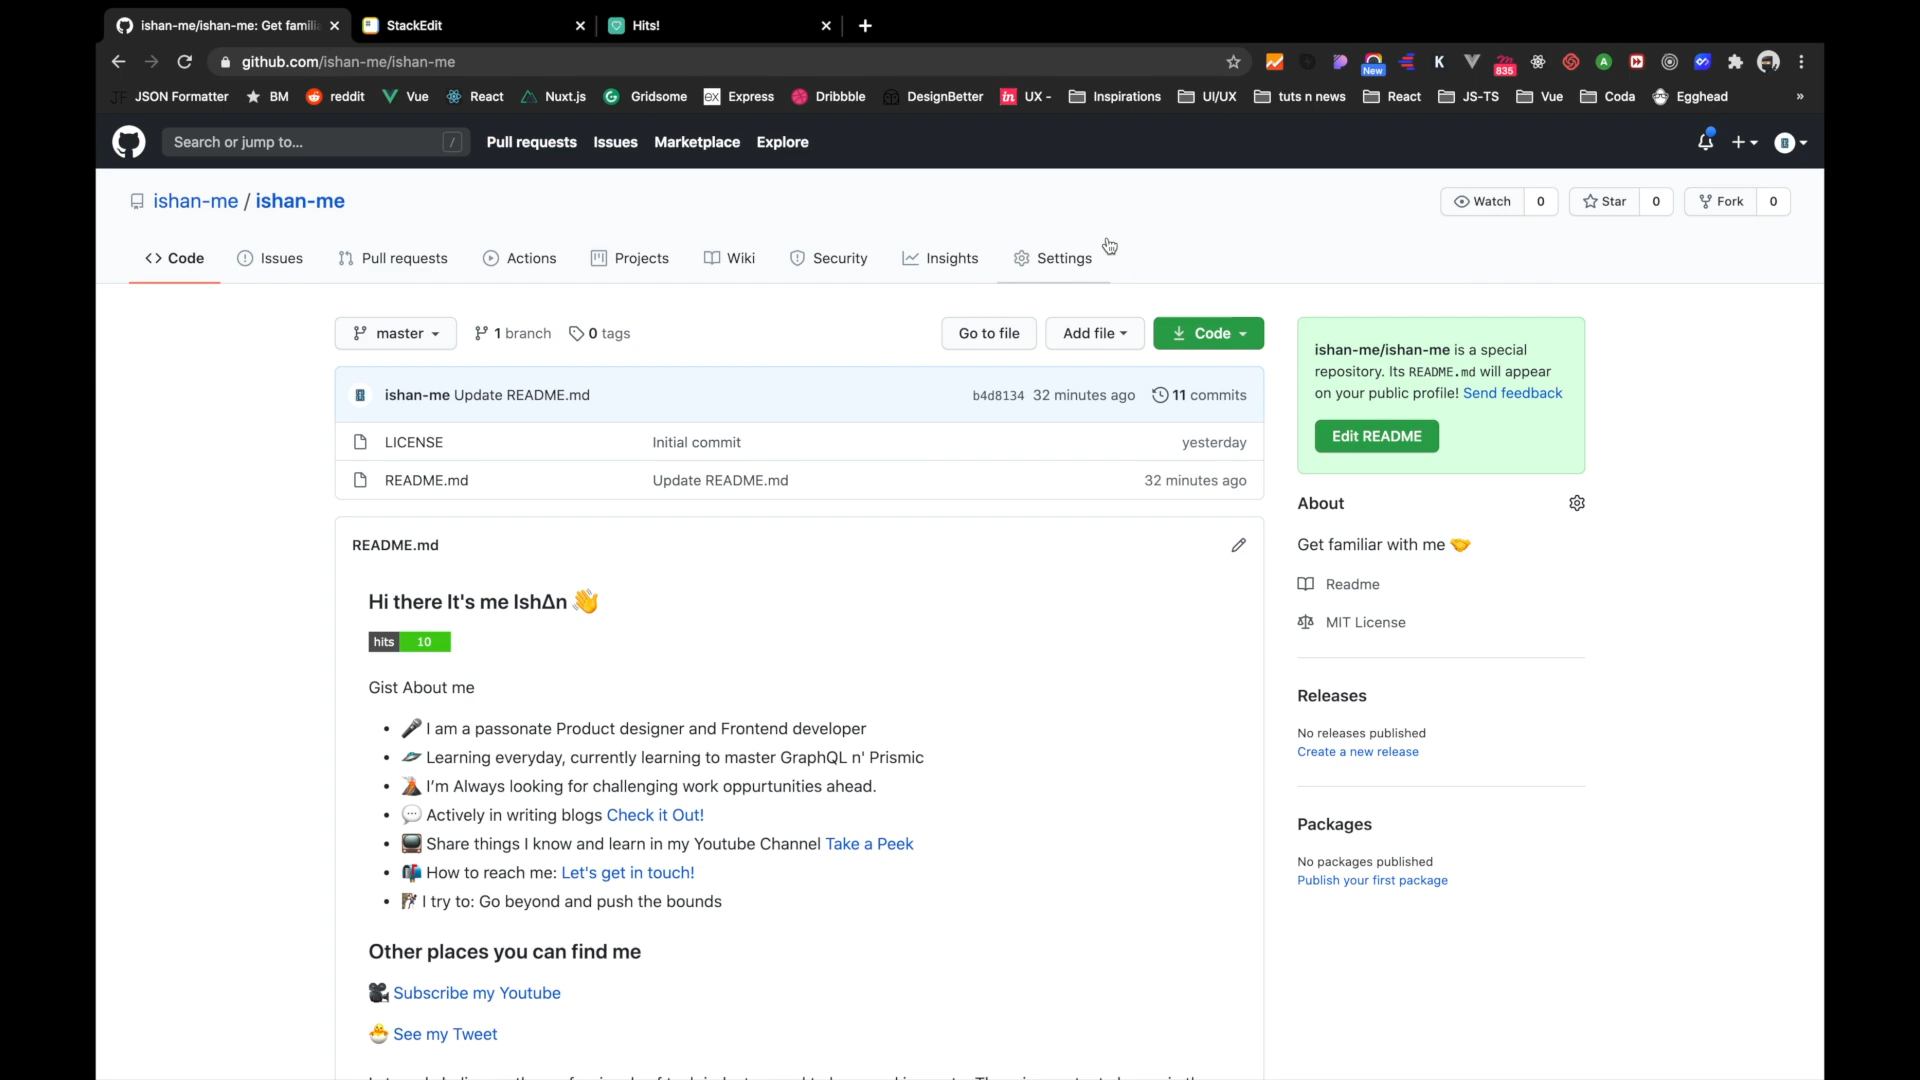 ishan-me/ishan-me: Get famili
StackEdit
Hits!
github.com/ishan-me/ishan-me
New
K
835
A
JF JSON Formatter
BM
reddit
Vue
React
Nuxt.js
Gridsome
ex Express
Dribbble
DesignBetter
in UX -
Inspirations
UI/UX
tuts n news
React
JS-TS
Vue
Coda
Egghead
»
Search or jump to...
/
Pull requests
Issues
Marketplace
Explore
ishan-me / ishan-me
Watch 0
Star 0
Fork 0
Code
Issues
Pull requests
Actions
Projects
Wiki
Security
Insights
Settings
master
1 branch
0 tags
Go to file
Add file
Code
ishan-me Update README.md
b4d8134 32 minutes ago
11 commits
LICENSE
Initial commit
yesterday
README.md
Update README.md
32 minutes ago
README.md
Hi there It's me Ish∆n 👋
hits 10
Gist About me
• 🎤 I am a passonate Product designer and Frontend developer
• 🛸 Learning everyday, currently learning to master GraphQL n' Prismic
• 🌋 I’m Always looking for challenging work oppurtunities ahead.
• 💬 Actively in writing blogs Check it Out!
• 📺 Share things I know and learn in my Youtube Channel Take a Peek
• 📬 How to reach me: Let's get in touch!
• I try to: Go beyond and push the bounds
Other places you can find me
🎥 Subscribe my Youtube
🐣 See my Tweet
ishan-me/ishan-me is a special
repository. Its README.md will appear
on your public profile! Send feedback
Edit README
About
Get familiar with me 🤝
Readme
MIT License
Releases
No releases published
Create a new release
Packages
No packages published
Publish your first package